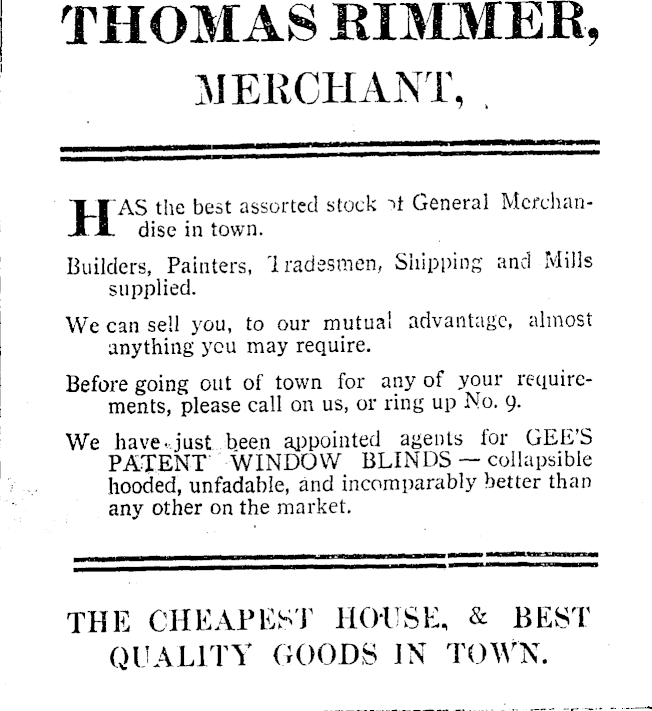 THOMAS RIMMER,
MERCHANT,
HAS the best assorted stock of General Merchan-
dise in town.
Builders, Painters, Tradesmen, Shipping and Mills
supplied.
We can sell you, to our mutual advantage, almost
anything you may require.
Before going out of town for any of your require-
ments, please call on us, or ring up No. 9.
We have just been appointed agents for GEE'S
PATENT WINDOW BLINDS — collapsible
hooded, unfadable, and incomparably better than
any other on the market.
THE CHEAPEST HOUSE, & BEST
QUALITY GOODS IN TOWN.